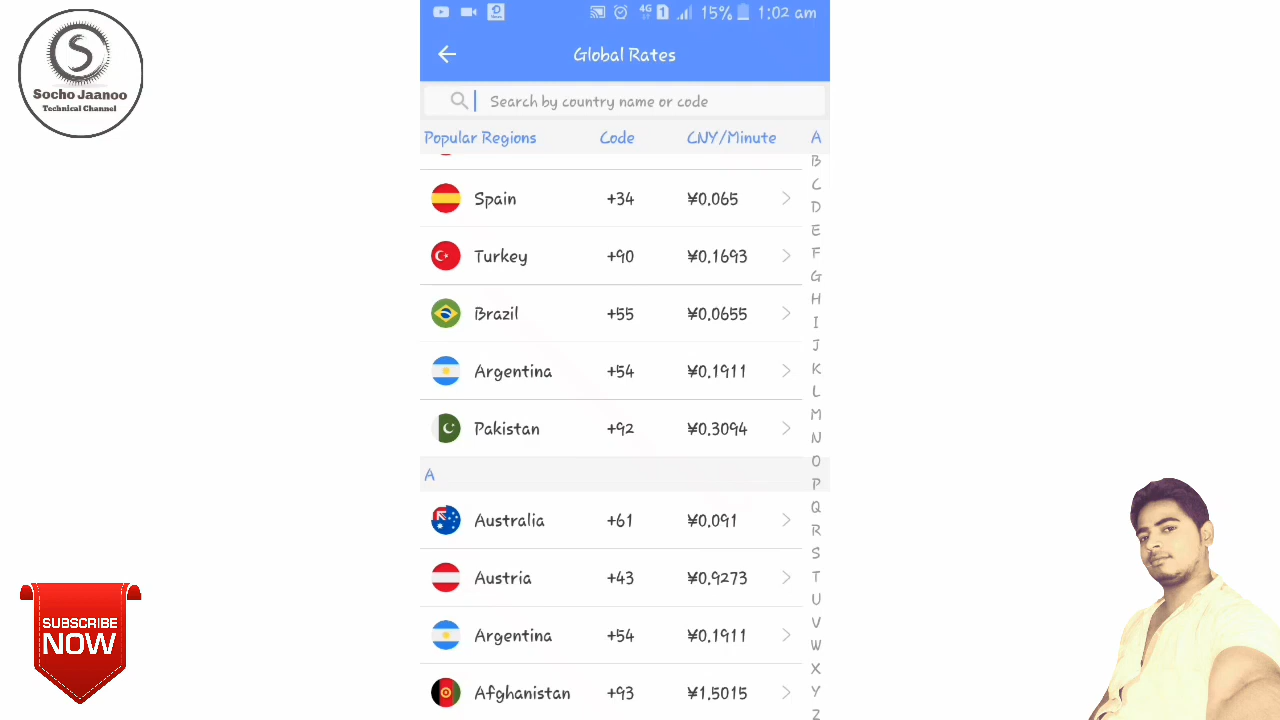 Socho Jaanoo
Technical Channel
4G 1 15% 1:02 am
Global Rates
Search by country name or code
Popular Regions Code CNY/Minute
Spain +34 ¥0.065
Turkey +90 ¥0.1693
Brazil +55 ¥0.0655
Argentina +54 ¥0.1911
Pakistan +92 ¥0.3094
A
Australia +61 ¥0.091
Austria +43 ¥0.9273
Argentina +54 ¥0.1911
Afghanistan +93 ¥1.5015
A
B
C
D
E
F
G
H
I
J
K
L
M
N
O
P
Q
R
S
T
U
V
W
X
Y
Z
SUBSCRIBE
NOW